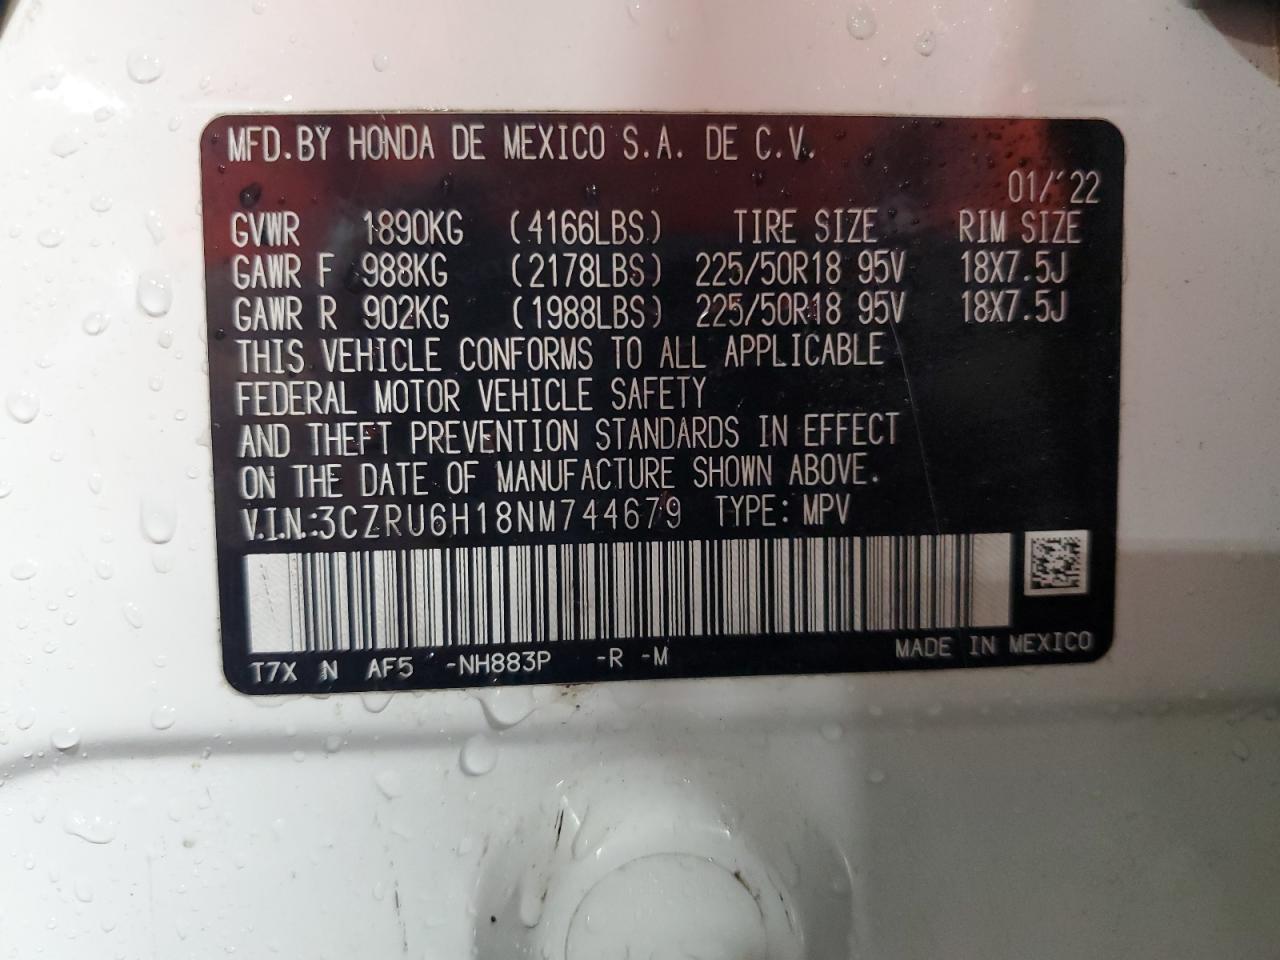 MFD.BY HONDA DE MEXICO S.A. DE C.V.
01/'22
GVWR 1890KG (4166LBS) TIRE SIZE RIM SIZE
GAWR F 988KG (2178LBS) 225/50R18 95V 18X7.5J
GAWR R 902KG (1988LBS) 225/50R18 95V 18X7.5J
THIS VEHICLE CONFORMS TO ALL APPLICABLE
FEDERAL MOTOR VEHICLE SAFETY
AND THEFT PREVENTION STANDARDS IN EFFECT
ON THE DATE OF MANUFACTURE SHOWN ABOVE.
V.I.N.:3CZRU6H18NM744679 TYPE: MPV
T7X N AF5 -NH883P -R -M MADE IN MEXICO